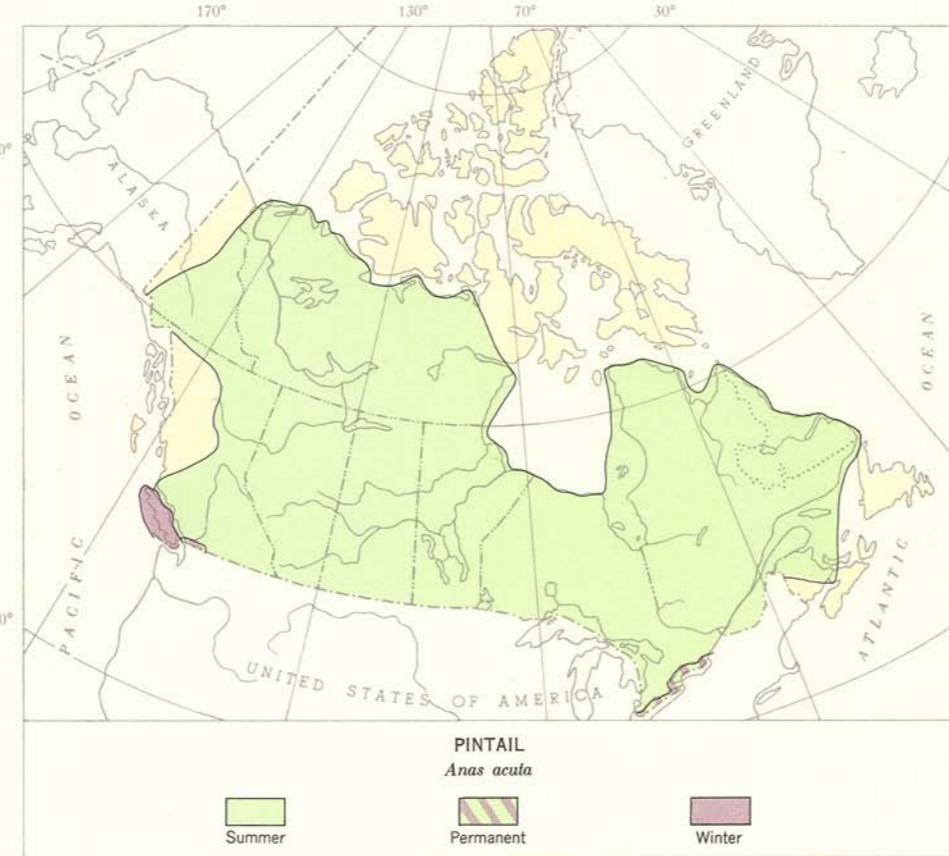 170° 130° 70° 30°
GREENLAND
ALASKA
PACIFIC OCEAN
ATLANTIC OCEAN
UNITED STATES OF AMERICA
PINTAIL
Anas acuta
Summer Permanent Winter